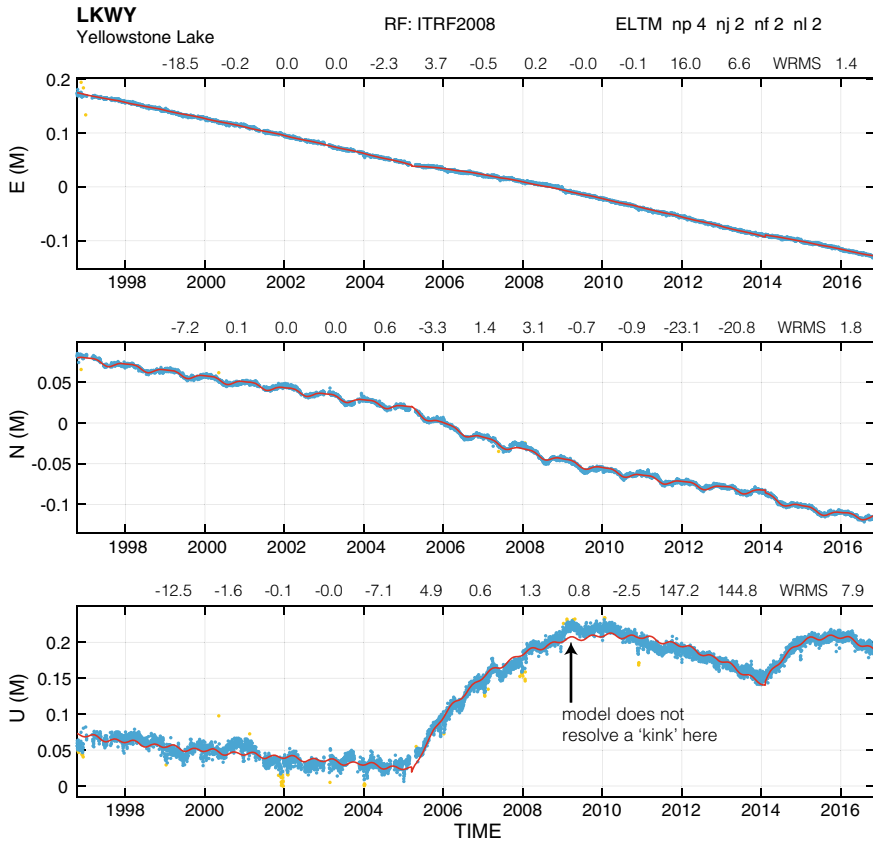 LKWY RF: ITRF2008 ELTM np 4 nj 2 nf 2 nl 2
Yellowstone Lake
-18.5 -0.2 0.0 0.0 -2.3 3.7 -0.5 0.2 -0.0 -0.1 16.0 6.6 WRMS 1.4
0.2
0.1
0
-0.1
E (M)
1998 2000 2002 2004 2006 2008 2010 2012 2014 2016
-7.2 0.1 0.0 0.0 0.6 -3.3 1.4 3.1 -0.7 -0.9 -23.1 -20.8 WRMS 1.8
0.05
0
-0.05
-0.1
N (M)
1998 2000 2002 2004 2006 2008 2010 2012 2014 2016
-12.5 -1.6 -0.1 -0.0 -7.1 4.9 0.6 1.3 0.8 -2.5 147.2 144.8 WRMS 7.9
0.2
0.15
0.1
0.05
0
U (M)
model does not
resolve a ‘kink’ here
1998 2000 2002 2004 2006 2008 2010 2012 2014 2016
TIME